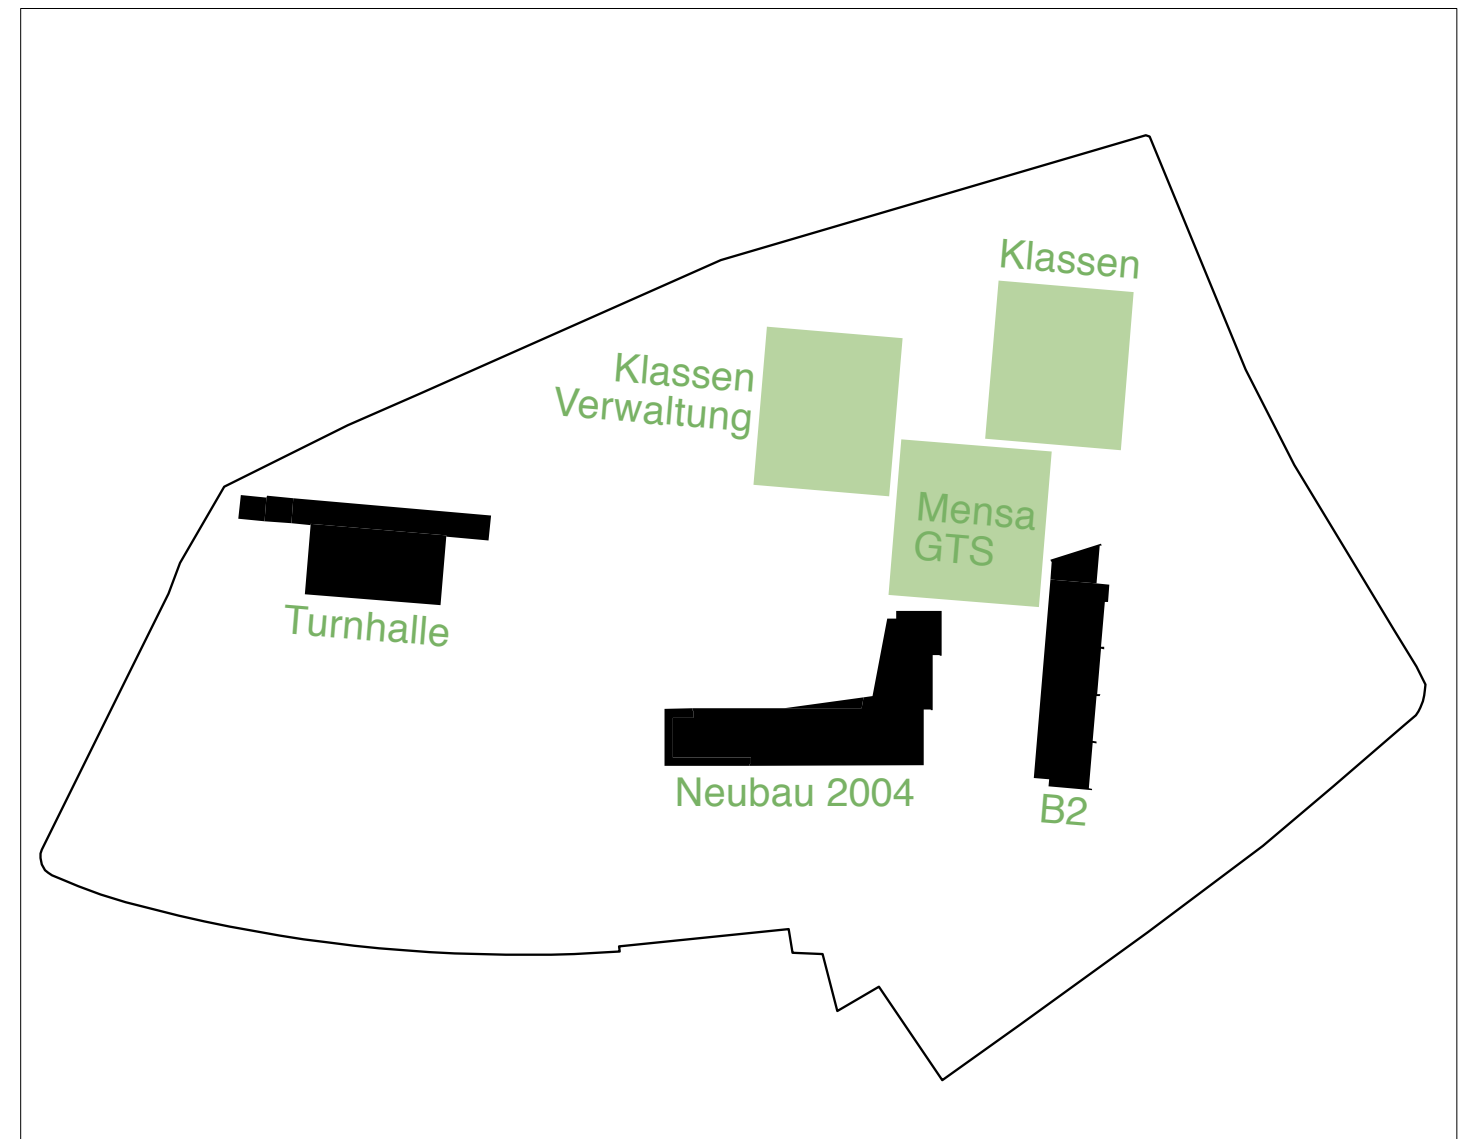 Klassen
Klassen
Verwaltung
Mensa
GTS
Turnhalle
Neubau 2004
B2